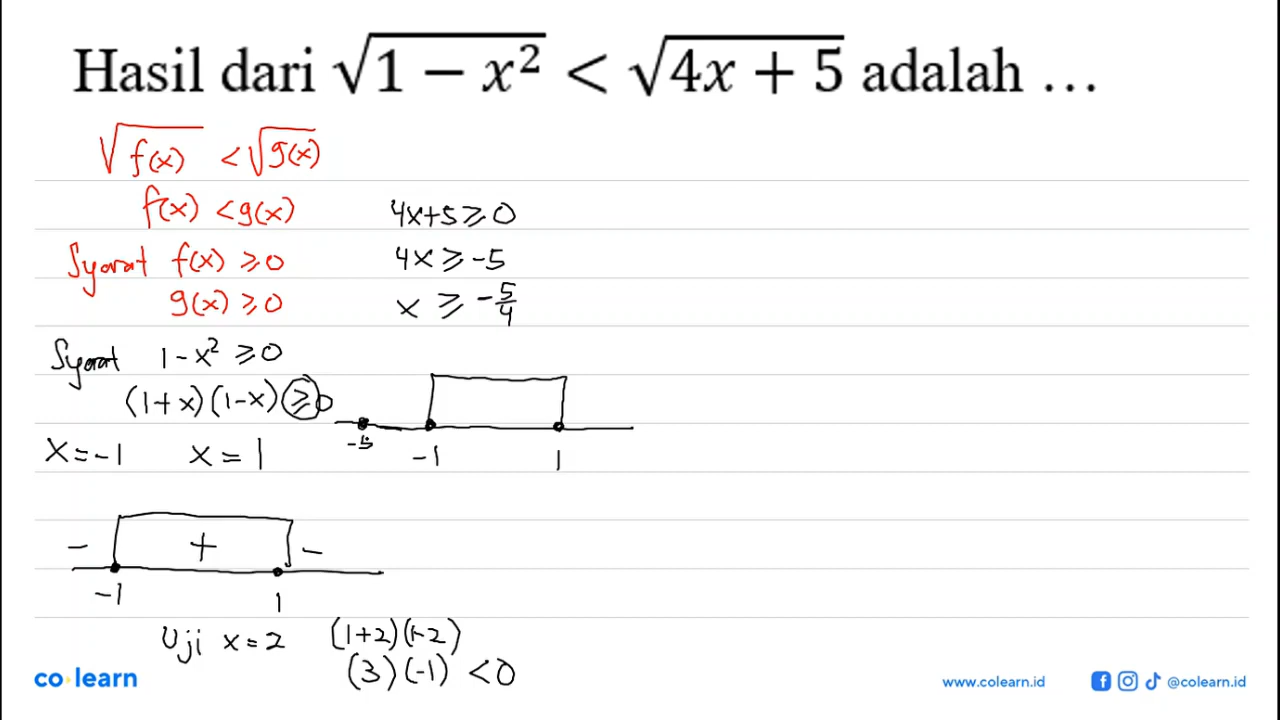 Hasil dari √(1 − x²) < √(4x + 5) adalah ...
√f(x) < √g(x)
f(x) < g(x)
Syarat f(x) ≥ 0
g(x) ≥ 0
4x+5 ≥ 0
4x ≥ -5
x ≥ -5/4
Syarat 1-x² ≥ 0
(1+x)(1-x) ≥ 0
x = -1 x = 1
-1 1
- + -
-1 1
Uji x = 2 (1+2)(1-2)
(3)(-1) < 0
co·learn
www.colearn.id
@colearn.id